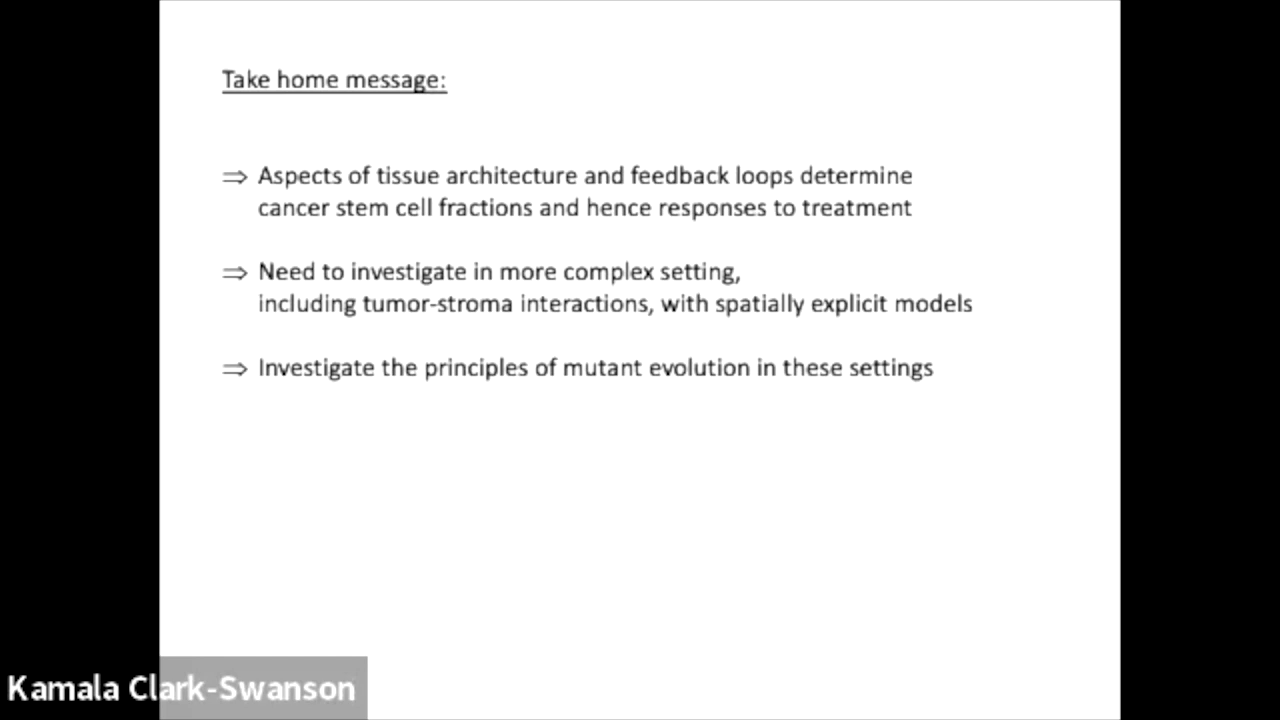 Take home message:
⇒ Aspects of tissue architecture and feedback loops determine
cancer stem cell fractions and hence responses to treatment
⇒ Need to investigate in more complex setting,
including tumor-stroma interactions, with spatially explicit models
⇒ Investigate the principles of mutant evolution in these settings
Kamala Clark-Swanson